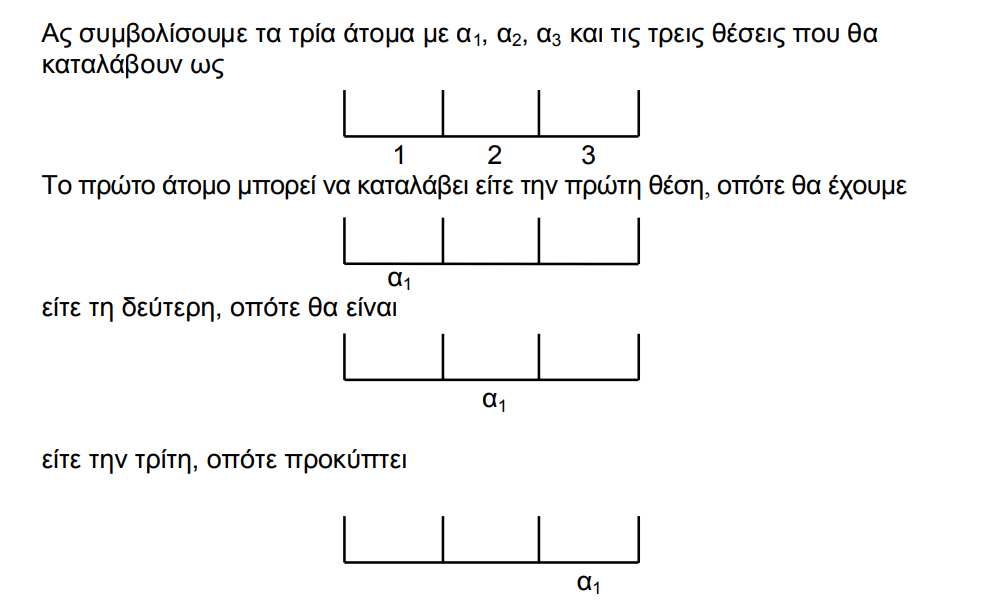 Ας συμβολίσουμε τα τρία άτομα με α₁, α₂, α₃ και τις τρεις θέσεις που θα
καταλάβουν ως
1 2 3
Το πρώτο άτομο μπορεί να καταλάβει είτε την πρώτη θέση, οπότε θα έχουμε
α₁
είτε τη δεύτερη, οπότε θα είναι
α₁
είτε την τρίτη, οπότε προκύπτει
α₁